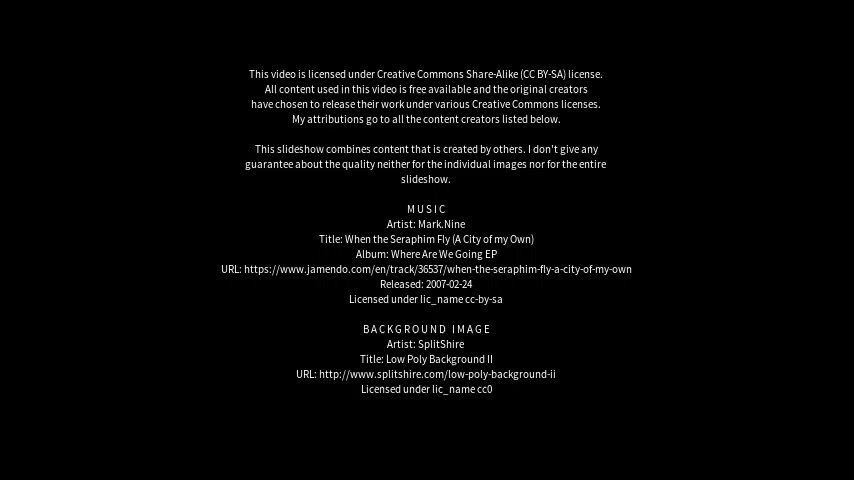 This video is licensed under Creative Commons Share-Alike (CC BY-SA) license.
All content used in this video is free available and the original creators
have chosen to release their work under various Creative Commons licenses.
My attributions go to all the content creators listed below.
This slideshow combines content that is created by others. I don't give any
guarantee about the quality neither for the individual images nor for the entire
slideshow.
MUSIC
Artist: Mark.Nine
Title: When the Seraphim Fly (A City of my Own)
Album: Where Are We Going EP
URL: https://www.jamendo.com/en/track/36537/when-the-seraphim-fly-a-city-of-my-own
Released: 2007-02-24
Licensed under lic_name cc-by-sa
BACKGROUND IMAGE
Artist: SplitShire
Title: Low Poly Background II
URL: http://www.splitshire.com/low-poly-background-ii
Licensed under lic_name cc0